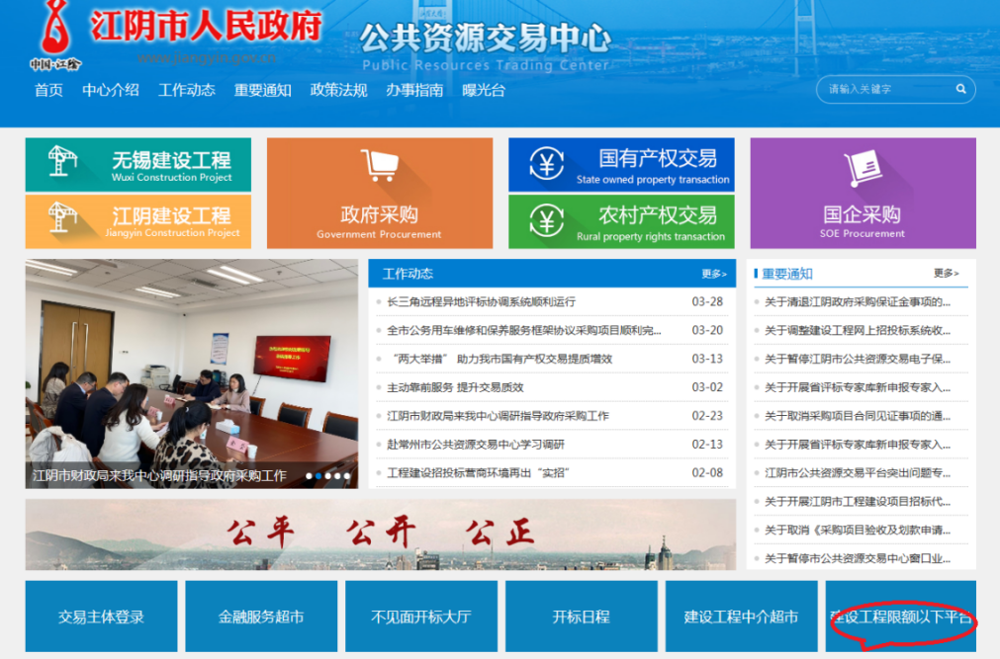 江阴市人民政府
www.jiangyin.gov.cn
中国·江阴
公共资源交易中心
Public Resources Trading Center
首页 中心介绍 工作动态 重要通知 政策法规 办事指南 曝光台
请输入关键字
无锡建设工程
Wuxi Construction Project
江阴建设工程
Jiangyin Construction Project
政府采购
Government Procurement
国有产权交易
State owned property transaction
农村产权交易
Rural property rights transaction
国企采购
SOE Procurement
江阴市财政局来我中心调研指导政府采购工作
工作动态 更多>
长三角远程异地评标协调系统顺利运行 03-28
全市公务用车维修和保养服务框架协议采购项目顺利完... 03-20
“两大举措” 助力我市国有产权交易提质增效 03-13
主动靠前服务 提升交易质效 03-02
江阴市财政局来我中心调研指导政府采购工作 02-23
赴常州市公共资源交易中心学习调研 02-13
工程建设招投标营商环境再出“实招” 02-08
重要通知 更多>
关于清退江阴政府采购保证金事项的...
关于调整建设工程网上招投标系统收...
关于暂停江阴市公共资源交易电子保...
关于开展省评标专家库新申报专家入...
关于取消采购项目合同见证事项的通...
关于开展省评标专家库新申报专家入...
江阴市公共资源交易平台突出问题专...
关于开展江阴市工程建设项目招标代...
关于取消《采购项目验收及划款申请...
关于暂停市公共资源交易中心窗口业...
公平 公开 公正
交易主体登录
金融服务超市
不见面开标大厅
开标日程
建设工程中介超市
建设工程限额以下平台